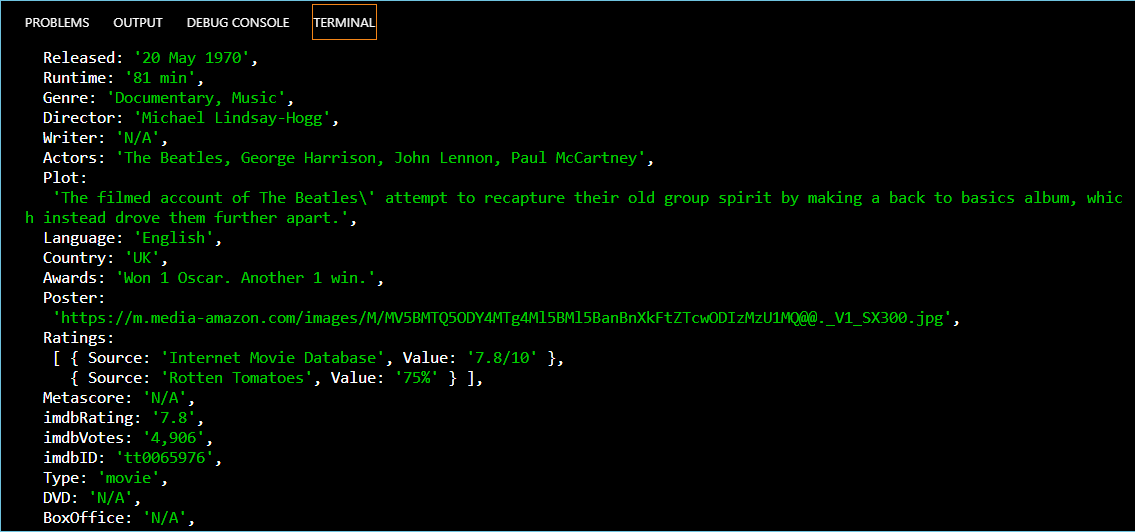 PROBLEMS OUTPUT DEBUG CONSOLE TERMINAL
Released: '20 May 1970',
Runtime: '81 min',
Genre: 'Documentary, Music',
Director: 'Michael Lindsay-Hogg',
Writer: 'N/A',
Actors: 'The Beatles, George Harrison, John Lennon, Paul McCartney',
Plot:
'The filmed account of The Beatles\' attempt to recapture their old group spirit by making a back to basics album, whic
h instead drove them further apart.',
Language: 'English',
Country: 'UK',
Awards: 'Won 1 Oscar. Another 1 win.',
Poster:
'https://m.media-amazon.com/images/M/MV5BMTQ5ODY4MTg4Ml5BMl5BanBnXkFtZTcwODIzMzU1MQ@@._V1_SX300.jpg',
Ratings:
[ { Source: 'Internet Movie Database', Value: '7.8/10' },
{ Source: 'Rotten Tomatoes', Value: '75%' } ],
Metascore: 'N/A',
imdbRating: '7.8',
imdbVotes: '4,906',
imdbID: 'tt0065976',
Type: 'movie',
DVD: 'N/A',
BoxOffice: 'N/A',